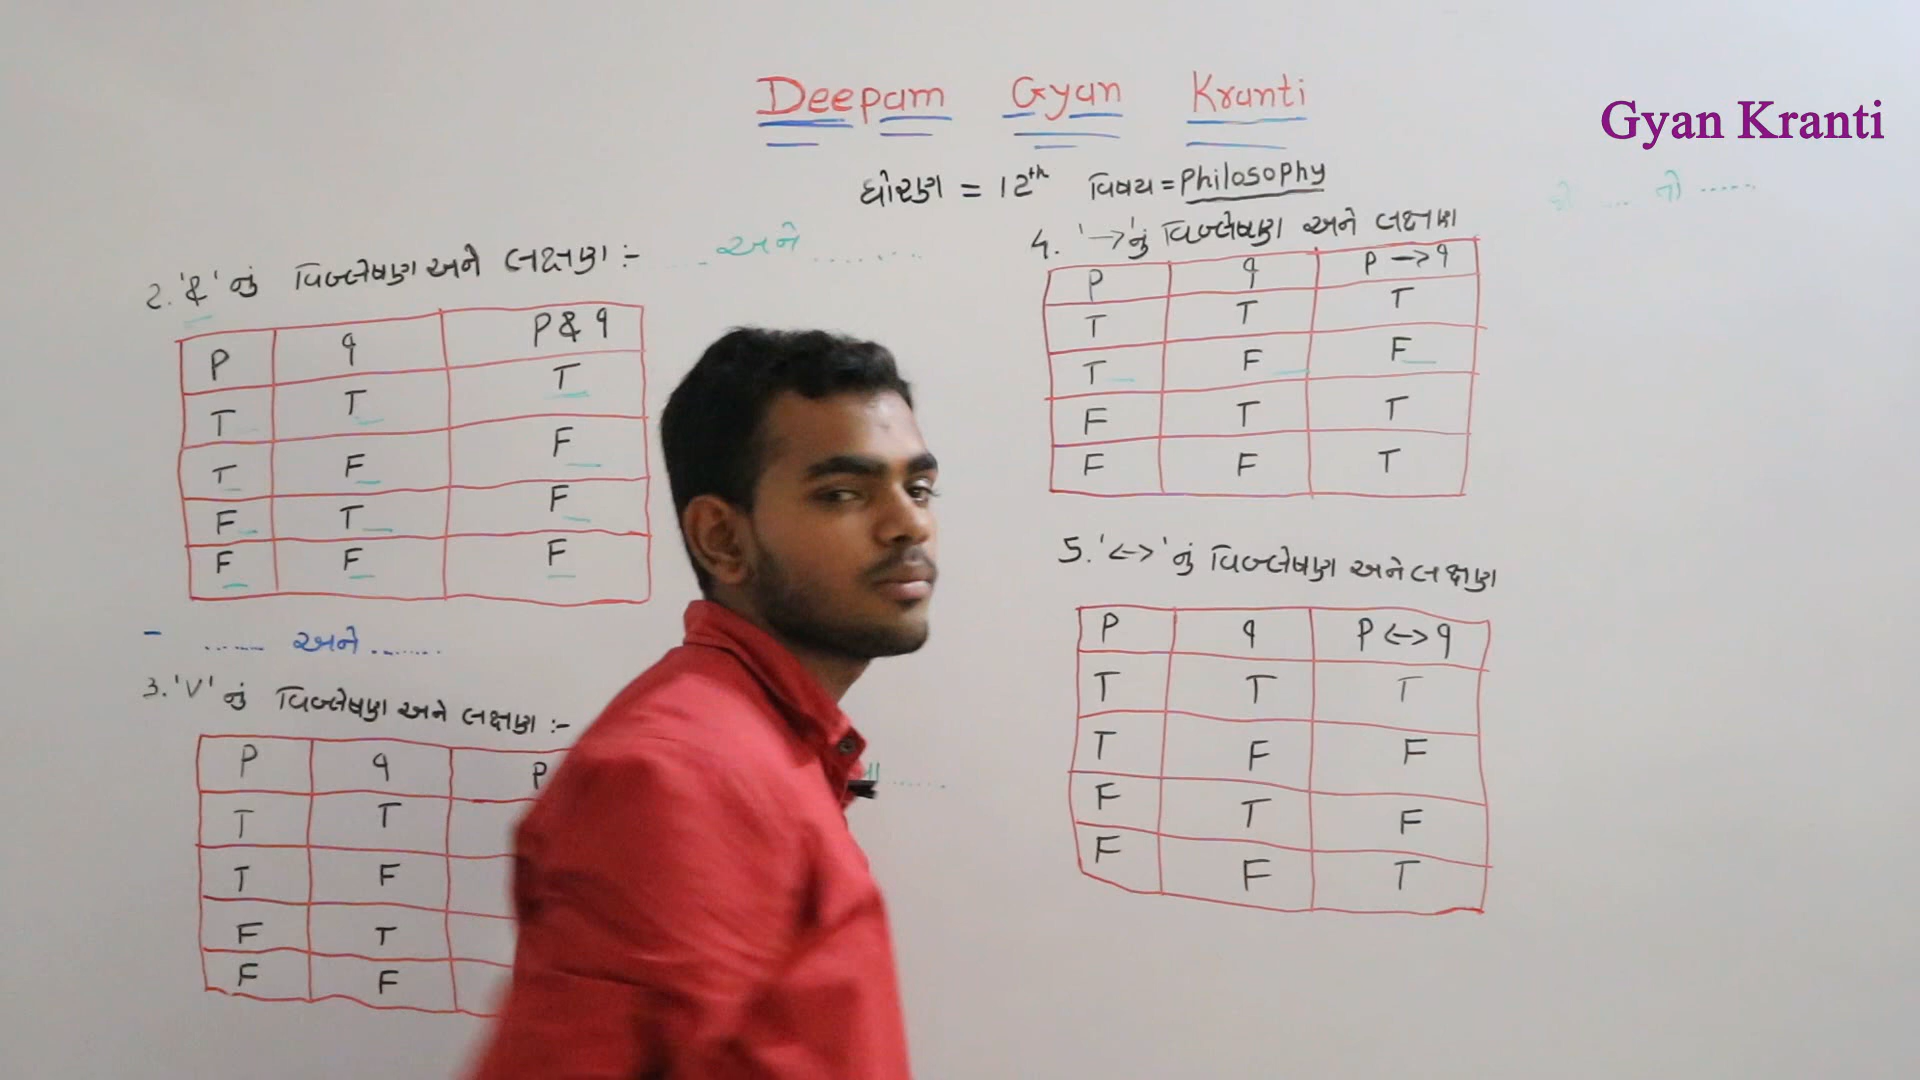 Deepam Gyan Kranti
Gyan Kranti
ધોરણ = 12th વિષય = Philosophy
2. '&' નું વિશ્લેષણ અને લક્ષણ :- ... અને .......
P q P & q
T T T
T F F
F T F
F F F
- ...... અને .......
3. 'V' નું વિશ્લેષણ અને લક્ષણ :-
P q P
T T
T F
F T
F F
4. '→' નું વિશ્લેષણ અને લક્ષણ
... તો ......
P q P → q
T T T
T F F
F T T
F F T
5. '<->' નું વિશ્લેષણ અને લક્ષણ
P q P <-> q
T T T
T F F
F T F
F F T